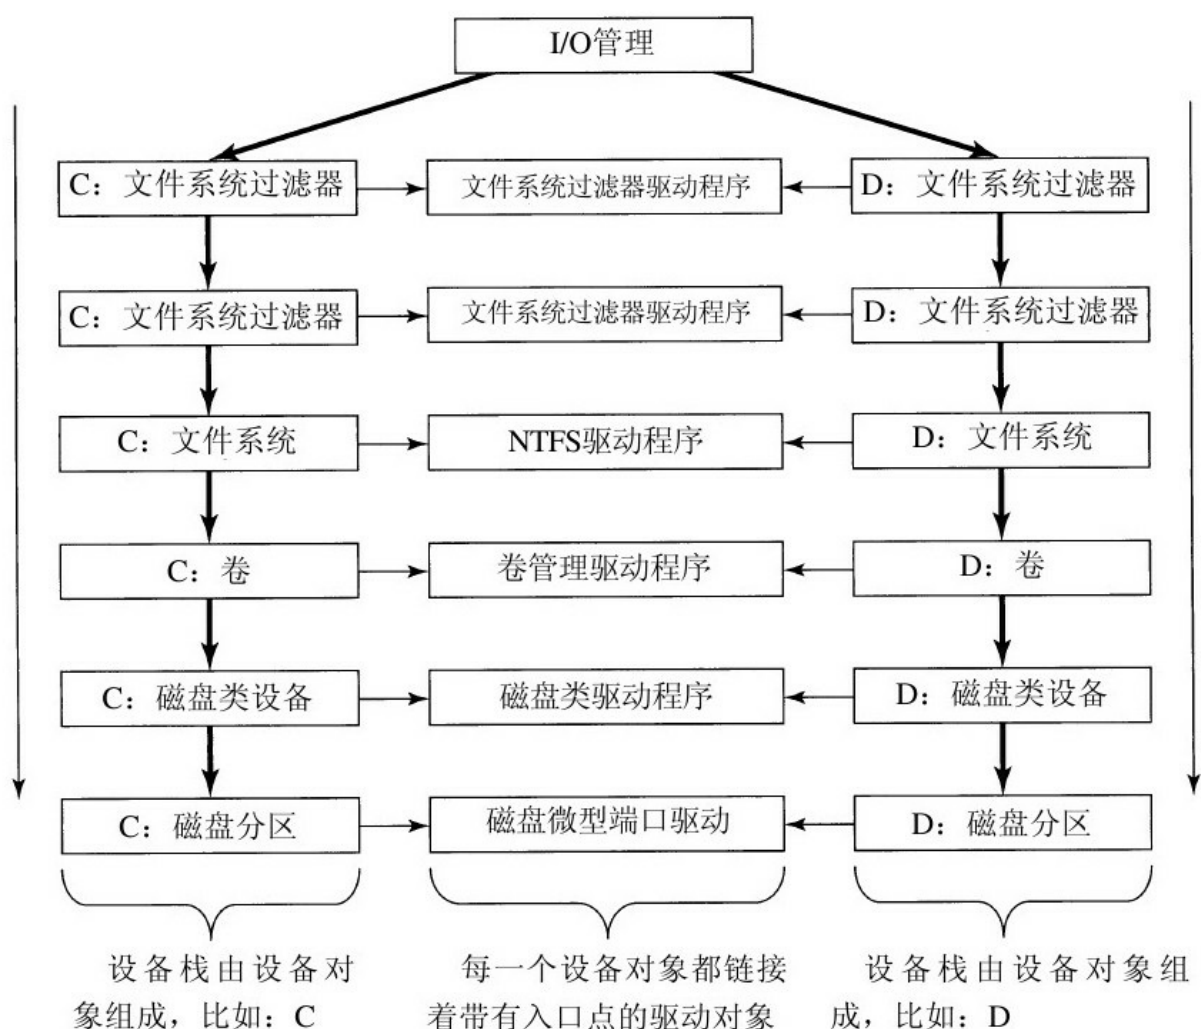 I/O管理
C：文件系统过滤器
文件系统过滤器驱动程序
D：文件系统过滤器
C：文件系统过滤器
文件系统过滤器驱动程序
D：文件系统过滤器
C：文件系统
NTFS驱动程序
D：文件系统
C：卷
卷管理驱动程序
D：卷
C：磁盘类设备
磁盘类驱动程序
D：磁盘类设备
C：磁盘分区
磁盘微型端口驱动
D：磁盘分区
设备栈由设备对
象组成，比如：C
每一个设备对象都链接
着带有入口点的驱动对象
设备栈由设备对象组
成，比如：D